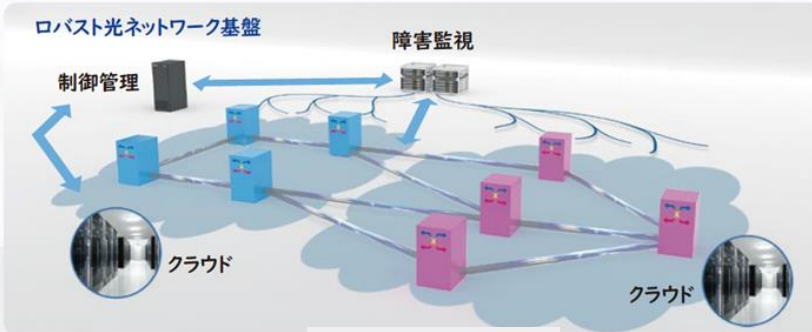 ロバスト光ネットワーク基盤
障害監視
制御管理
クラウド
クラウド